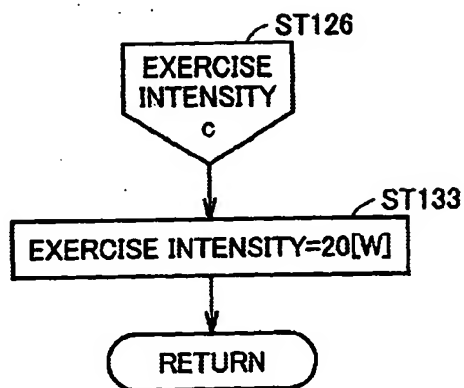 ST126
EXERCISE
INTENSITY
c
ST133
EXERCISE INTENSITY=20[W]
RETURN